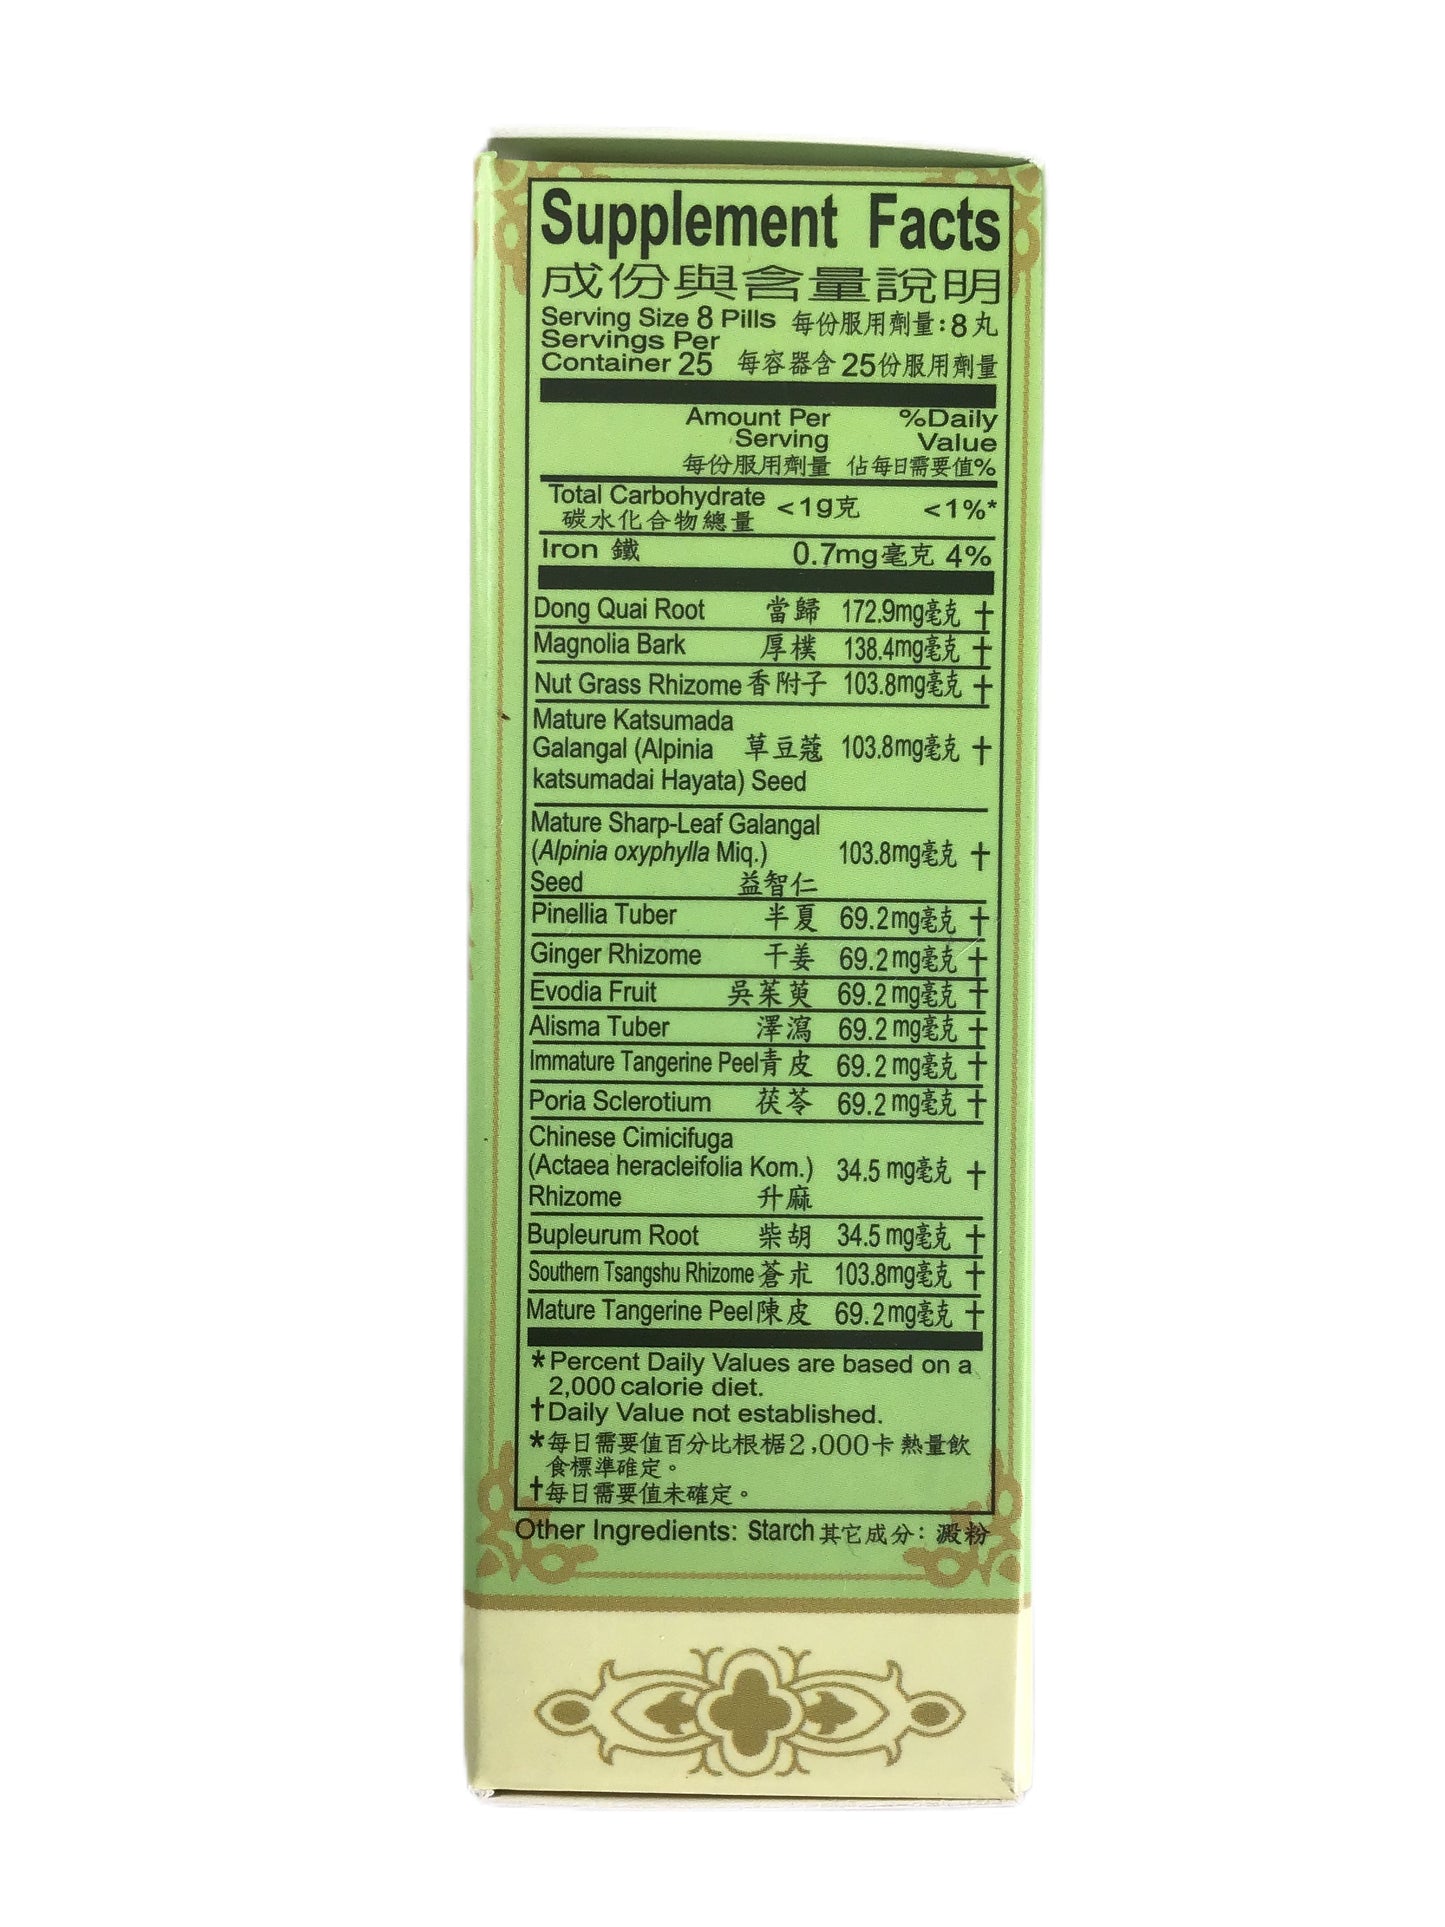 Supplement Facts
成份與含量說明
Serving Size 8 Pills 每份服用劑量:8丸
Servings Per
Container 25 每容器含25份服用劑量
Amount Per %Daily
Serving Value
每份服用劑量 佔每日需要值%
Total Carbohydrate <1g克 <1%*
碳水化合物總量
Iron 鐵 0.7mg毫克 4%
Dong Quai Root 當歸 172.9mg毫克 †
Magnolia Bark 厚樸 138.4mg毫克 †
Nut Grass Rhizome 香附子 103.8mg毫克 †
Mature Katsumada
Galangal (Alpinia 草豆蔻 103.8mg毫克 †
katsumadai Hayata) Seed
Mature Sharp-Leaf Galangal
(Alpinia oxyphylla Miq.) 103.8mg毫克 †
Seed 益智仁
Pinellia Tuber 半夏 69.2mg毫克 †
Ginger Rhizome 干姜 69.2mg毫克 †
Evodia Fruit 吳茱萸 69.2mg毫克 †
Alisma Tuber 澤瀉 69.2mg毫克 †
Immature Tangerine Peel青皮 69.2mg毫克 †
Poria Sclerotium 茯苓 69.2mg毫克 †
Chinese Cimicifuga
(Actaea heracleifolia Kom.) 34.5 mg毫克 †
Rhizome 升麻
Bupleurum Root 柴胡 34.5 mg毫克 †
Southern Tsangshu Rhizome 蒼朮 103.8mg毫克 †
Mature Tangerine Peel陳皮 69.2mg毫克 †
*Percent Daily Values are based on a
2,000 calorie diet.
†Daily Value not established.
*每日需要值百分比根椐2,000卡熱量飲
食標準確定。
†每日需要值未確定。
Other Ingredients: Starch 其它成分: 澱粉